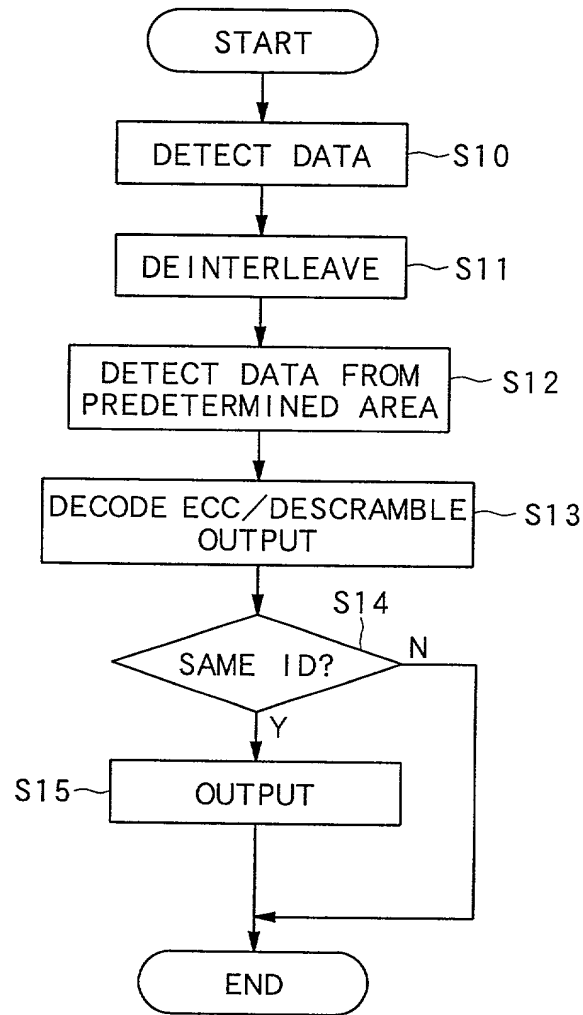 START
DETECT DATA
S10
DEINTERLEAVE
S11
DETECT DATA FROM
PREDETERMINED AREA
S12
DECODE ECC/DESCRAMBLE
OUTPUT
S13
S14
SAME ID?
N
Y
S15
OUTPUT
END